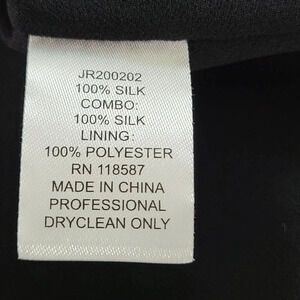 JR200202
100% SILK
COMBO:
100% SILK
LINING:
100% POLYESTER
RN 118587
MADE IN CHINA
PROFESSIONAL
DRYCLEAN ONLY